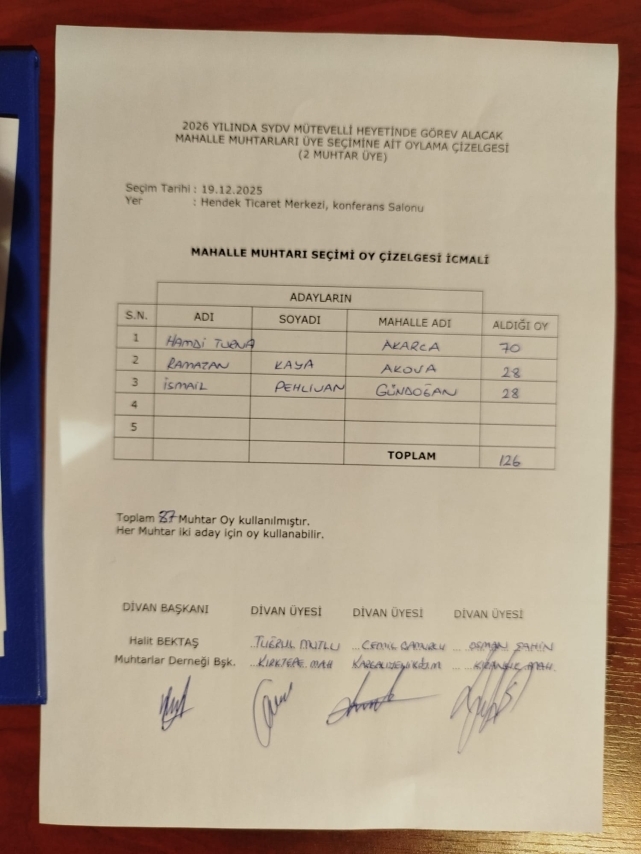 2026 YILINDA SYDV MÜTEVELLİ HEYETİNDE GÖREV ALACAK
MAHALLE MUHTARLARI ÜYE SEÇİMİNE AİT OYLAMA ÇİZELGESİ
(2 MUHTAR ÜYE)
Seçim Tarihi : 19.12.2025
Yer : Hendek Ticaret Merkezi, konferans Salonu
MAHALLE MUHTARI SEÇİMİ OY ÇİZELGESİ İCMALİ
ADAYLARIN
S.N. ADI SOYADI MAHALLE ADI ALDIĞI OY
1 HAMDİ TURNA AKARCA 70
2 RAMAZAN KAYA AKOVA 28
3 İSMAİL PEHLİVAN GÜNDOĞAN 28
4
5
TOPLAM 126
Toplam 87 Muhtar Oy kullanılmıştır.
Her Muhtar iki aday için oy kullanabilir.
DİVAN BAŞKANI DİVAN ÜYESİ DİVAN ÜYESİ DİVAN ÜYESİ
Halit BEKTAŞ ..TUĞRUL MUTLU ...CEMİL ... OSMAN ŞAHİN
Muhtarlar Derneği Bşk. ...KIRKTEPE MAH ... MAH.